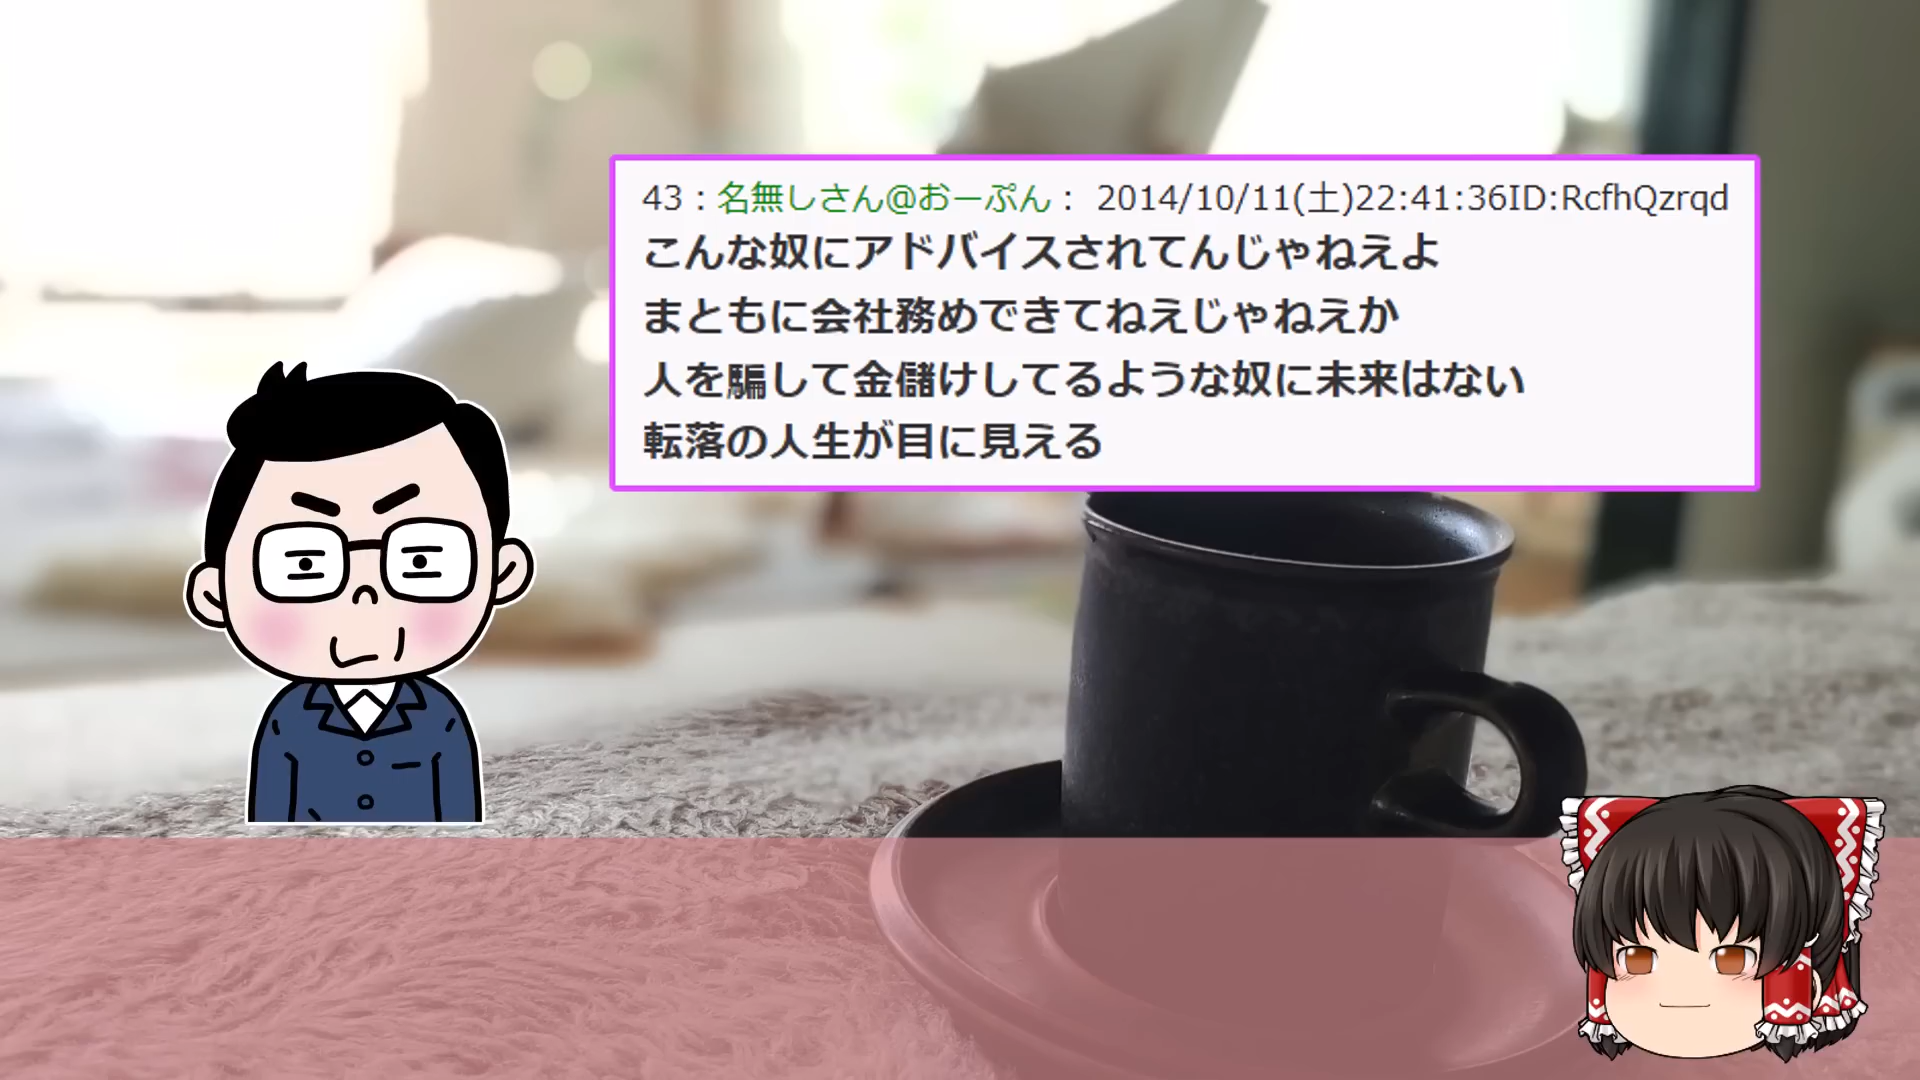 43：名無しさん@おーぷん： 2014/10/11(土)22:41:36ID:RcfhQzrqd
こんな奴にアドバイスされてんじゃねえよ
まともに会社務めできてねえじゃねえか
人を騙して金儲けしてるような奴に未来はない
転落の人生が目に見える